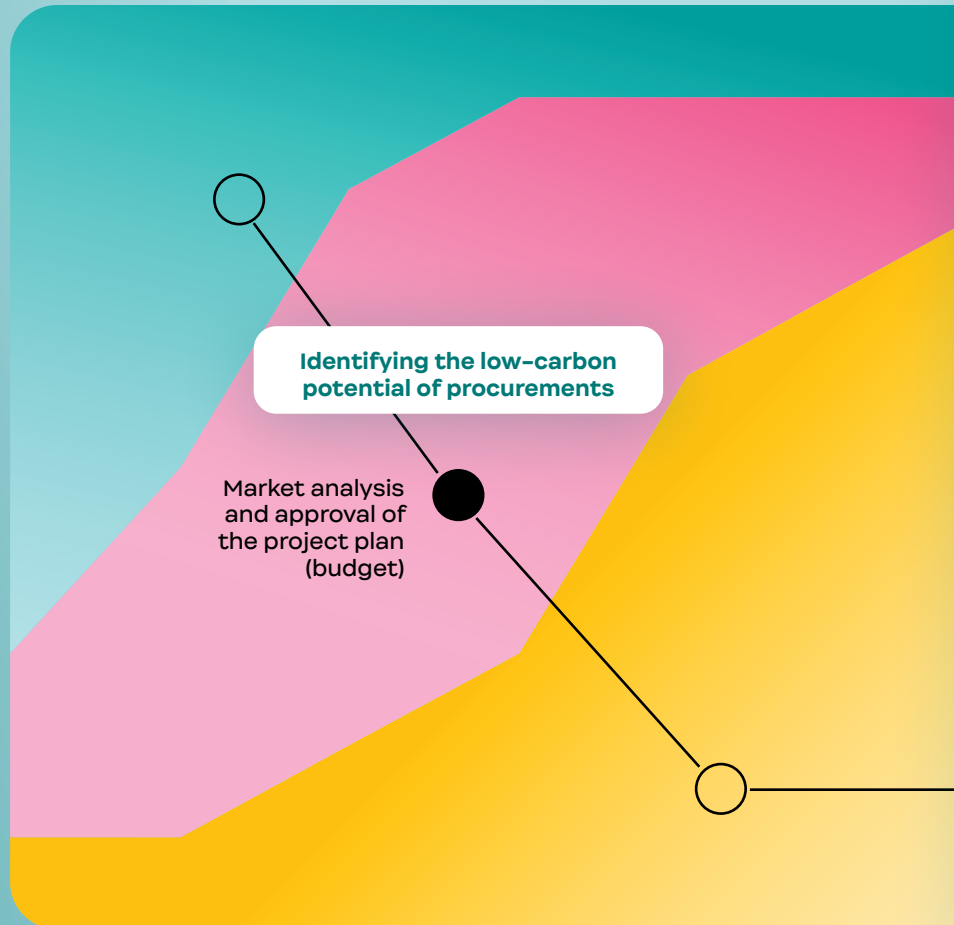 Identifying the low-carbon
potential of procurements
Market analysis
and approval of
the project plan
(budget)